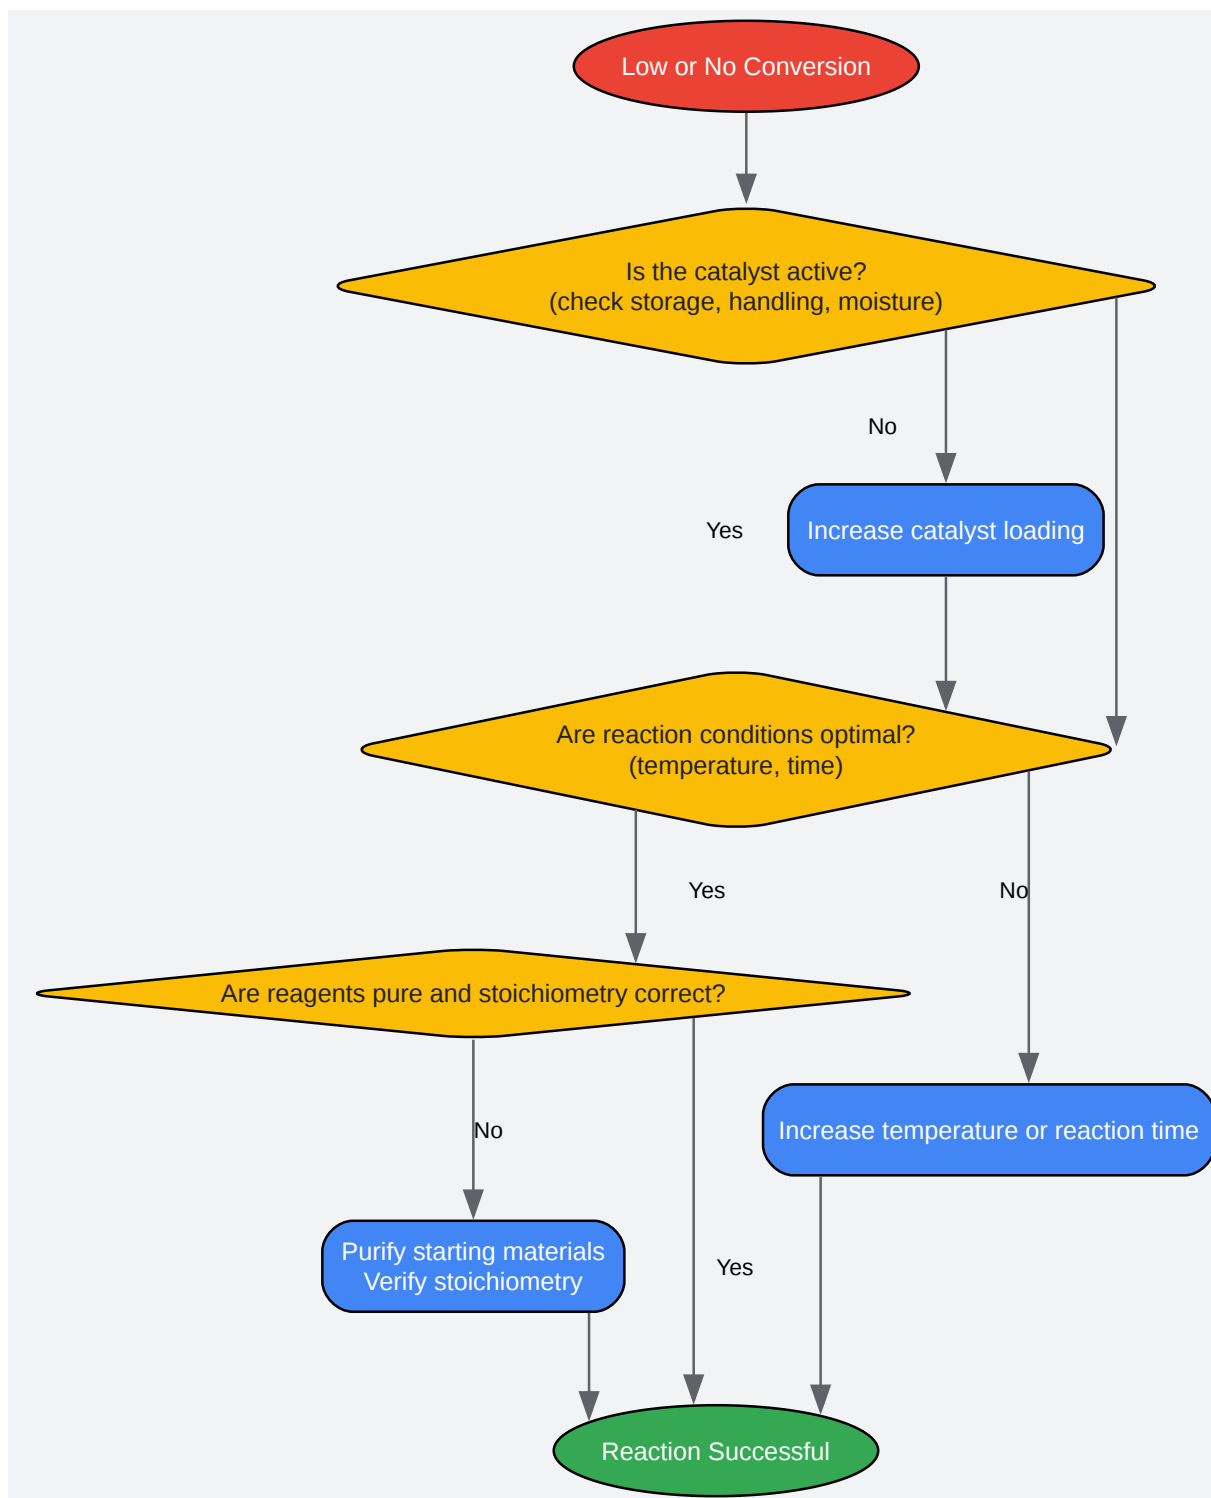 Low or No Conversion
Is the catalyst active?
(check storage, handling, moisture)
No
Yes
Increase catalyst loading
Are reaction conditions optimal?
(temperature, time)
Yes
No
Are reagents pure and stoichiometry correct?
No
Increase temperature or reaction time
Purify starting materials
Verify stoichiometry
Yes
Reaction Successful